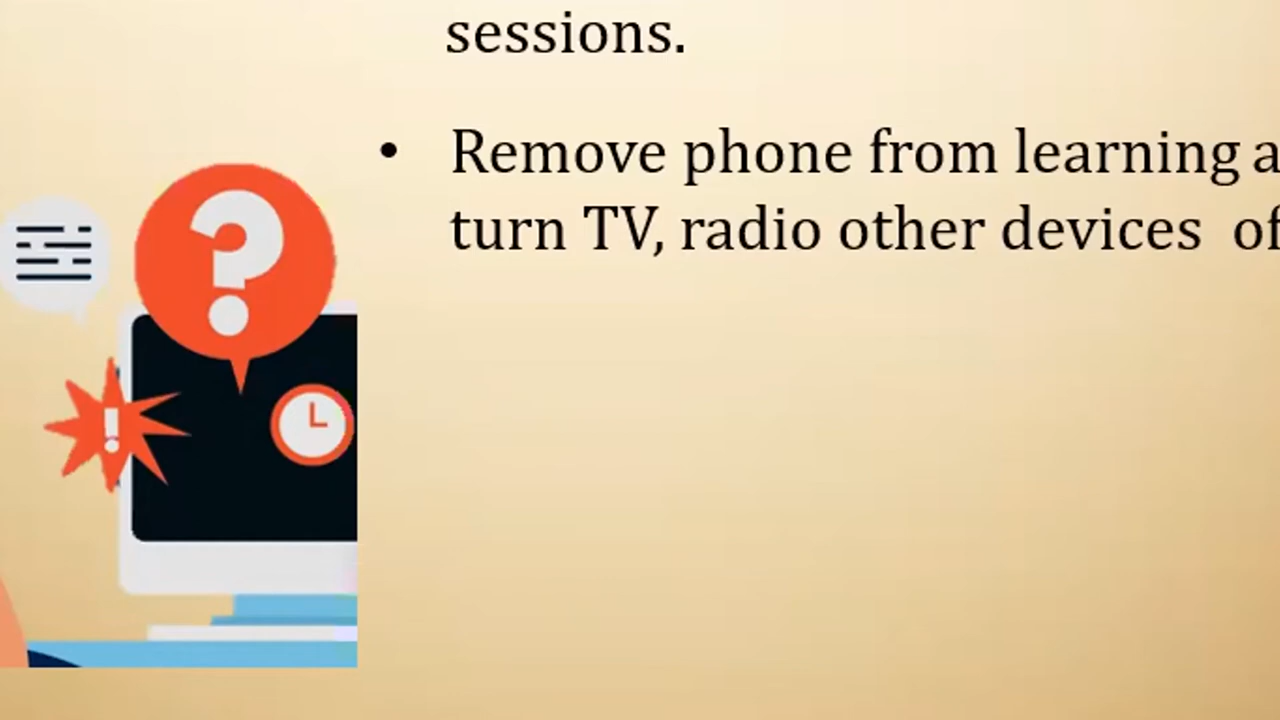 sessions.
• Remove phone from learning a
turn TV, radio other devices of
?
!